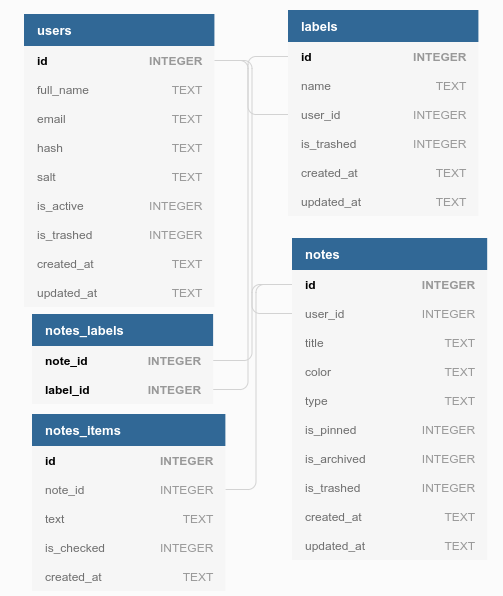 users
id INTEGER
full_name TEXT
email TEXT
hash TEXT
salt TEXT
is_active INTEGER
is_trashed INTEGER
created_at TEXT
updated_at TEXT
labels
id INTEGER
name TEXT
user_id INTEGER
is_trashed INTEGER
created_at TEXT
updated_at TEXT
notes_labels
note_id INTEGER
label_id INTEGER
notes
id INTEGER
user_id INTEGER
title TEXT
color TEXT
type TEXT
is_pinned INTEGER
is_archived INTEGER
is_trashed INTEGER
created_at TEXT
updated_at TEXT
notes_items
id INTEGER
note_id INTEGER
text TEXT
is_checked INTEGER
created_at TEXT